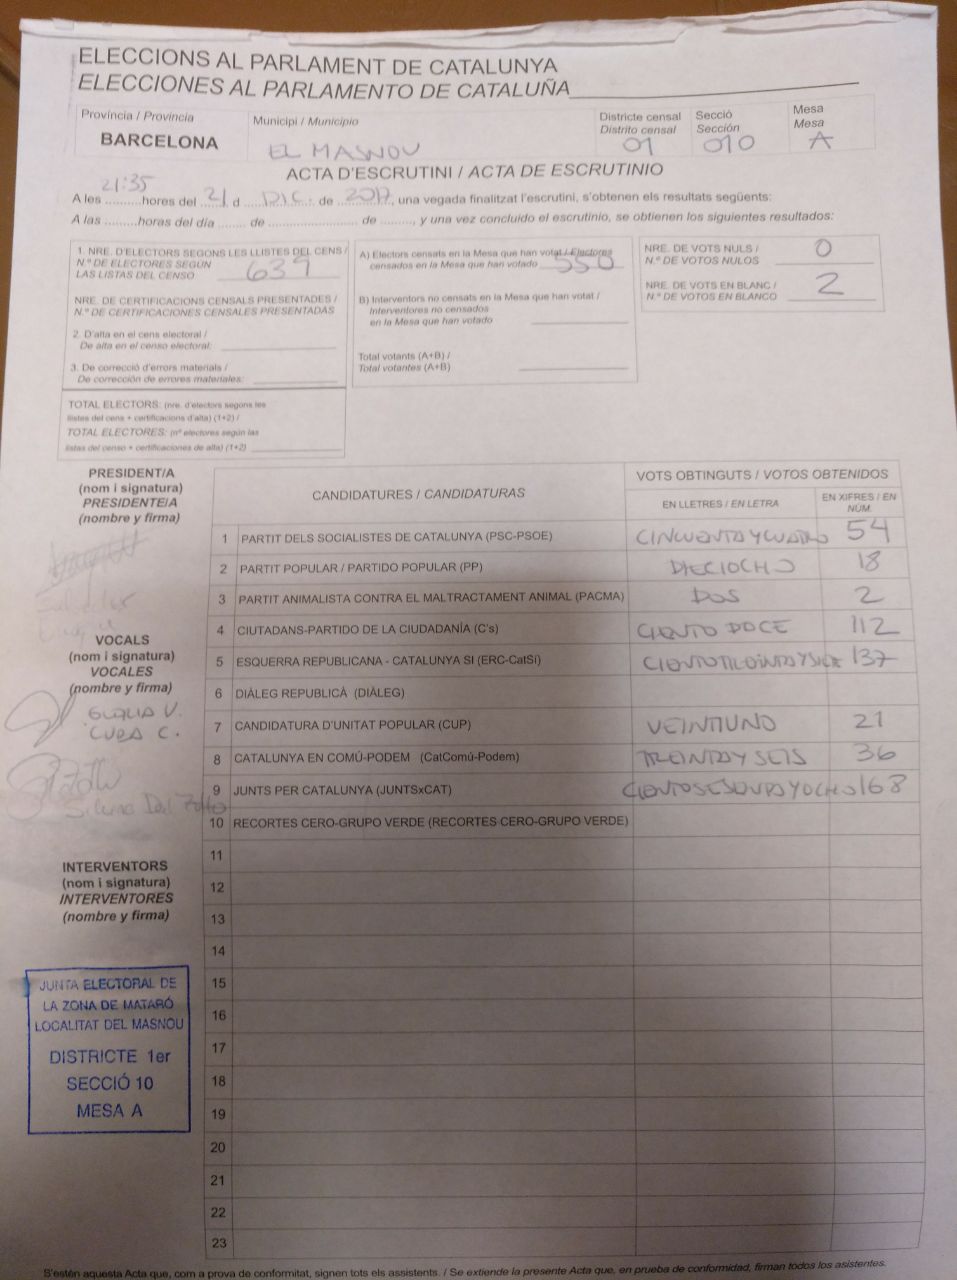 ELECCIONS AL PARLAMENT DE CATALUNYA
ELECCIONES AL PARLAMENTO DE CATALUÑA
Província / Provincia
BARCELONA
Municipi / Municipio
EL MASNOU
Districte censal
Distrito censal
01
Secció
Sección
010
Mesa
Mesa
A
ACTA D'ESCRUTINI / ACTA DE ESCRUTINIO
21:35
A les .........hores del .21. d ..DIC.. de .2017., una vegada finalitzat l'escrutini, s'obtenen els resultats següents:
A las .........horas del día ....... de ........................ de .........., y una vez concluido el escrutinio, se obtienen los siguientes resultados:
1. NRE. D'ELECTORS SEGONS LES LLISTES DEL CENS /
N.º DE ELECTORES SEGÚN
LAS LISTAS DEL CENSO 639
NRE. DE CERTIFICACIONS CENSALS PRESENTADES /
N.º DE CERTIFICACIONES CENSALES PRESENTADAS
2. D'alta en el cens electoral /
De alta en el censo electoral:
3. De correcció d'errors materials /
De corrección de errores materiales:
TOTAL ELECTORS: (nre. d'electors segons les
llistes del cens + certificacions d'alta) (1+2) /
TOTAL ELECTORES: (nº electores según las
listas del censo + certificaciones de alta) (1+2)
A) Electors censats en la Mesa que han votat / Electores
censados en la Mesa que han votado 550
B) Interventors no censats en la Mesa que han votat /
Interventores no censados
en la Mesa que han votado
Total votants (A+B) /
Total votantes (A+B)
NRE. DE VOTS NULS /
N.º DE VOTOS NULOS 0
NRE. DE VOTS EN BLANC /
N.º DE VOTOS EN BLANCO 2
PRESIDENT/A
(nom i signatura)
PRESIDENTE/A
(nombre y firma)
VOCALS
(nom i signatura)
VOCALES
(nombre y firma)
INTERVENTORS
(nom i signatura)
INTERVENTORES
(nombre y firma)
JUNTA ELECTORAL DE
LA ZONA DE MATARÓ
LOCALITAT DEL MASNOU
DISTRICTE 1er
SECCIÓ 10
MESA A
CANDIDATURES / CANDIDATURAS
VOTS OBTINGUTS / VOTOS OBTENIDOS
EN LLETRES / EN LETRA
EN XIFRES / EN
NÚM.
1 PARTIT DELS SOCIALISTES DE CATALUNYA (PSC-PSOE) CINCUENTA Y CUATRO 54
2 PARTIT POPULAR / PARTIDO POPULAR (PP) DIECIOCHO 18
3 PARTIT ANIMALISTA CONTRA EL MALTRACTAMENT ANIMAL (PACMA) DOS 2
4 CIUTADANS-PARTIDO DE LA CIUDADANÍA (C's) CIENTO DOCE 112
5 ESQUERRA REPUBLICANA - CATALUNYA SI (ERC-CatSí) 137
6 DIÀLEG REPUBLICÀ (DIÀLEG)
7 CANDIDATURA D'UNITAT POPULAR (CUP) VEINTIUNO 21
8 CATALUNYA EN COMÚ-PODEM (CatComú-Podem) TREINTA Y SEIS 36
9 JUNTS PER CATALUNYA (JUNTSxCAT) 168
10 RECORTES CERO-GRUPO VERDE (RECORTES CERO-GRUPO VERDE)
11
12
13
14
15
16
17
18
19
20
21
22
23
S'estén aquesta Acta que, com a prova de conformitat, signen tots els assistents. / Se extiende la presente Acta que, en prueba de conformidad, firman todos los asistentes.